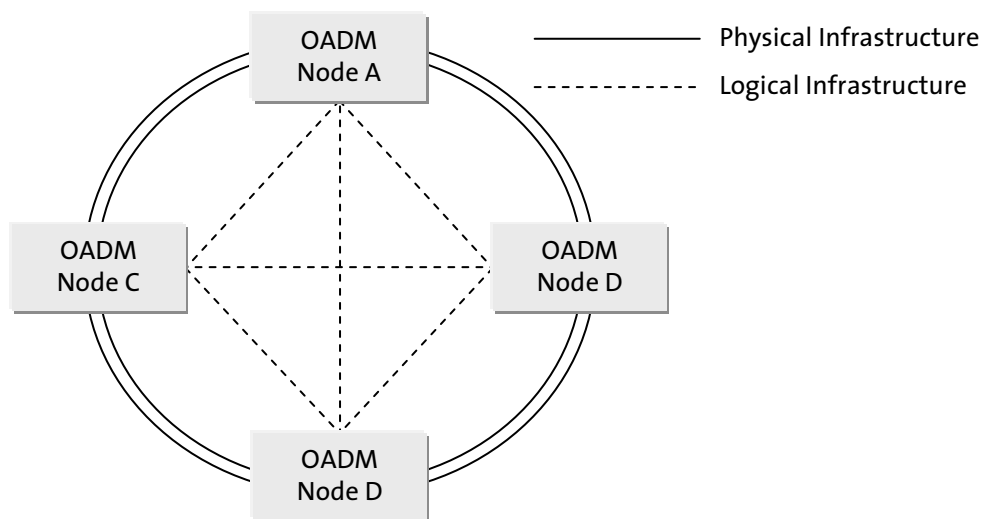 OADM
Node A
Physical Infrastructure
Logical Infrastructure
OADM
Node C
OADM
Node D
OADM
Node D